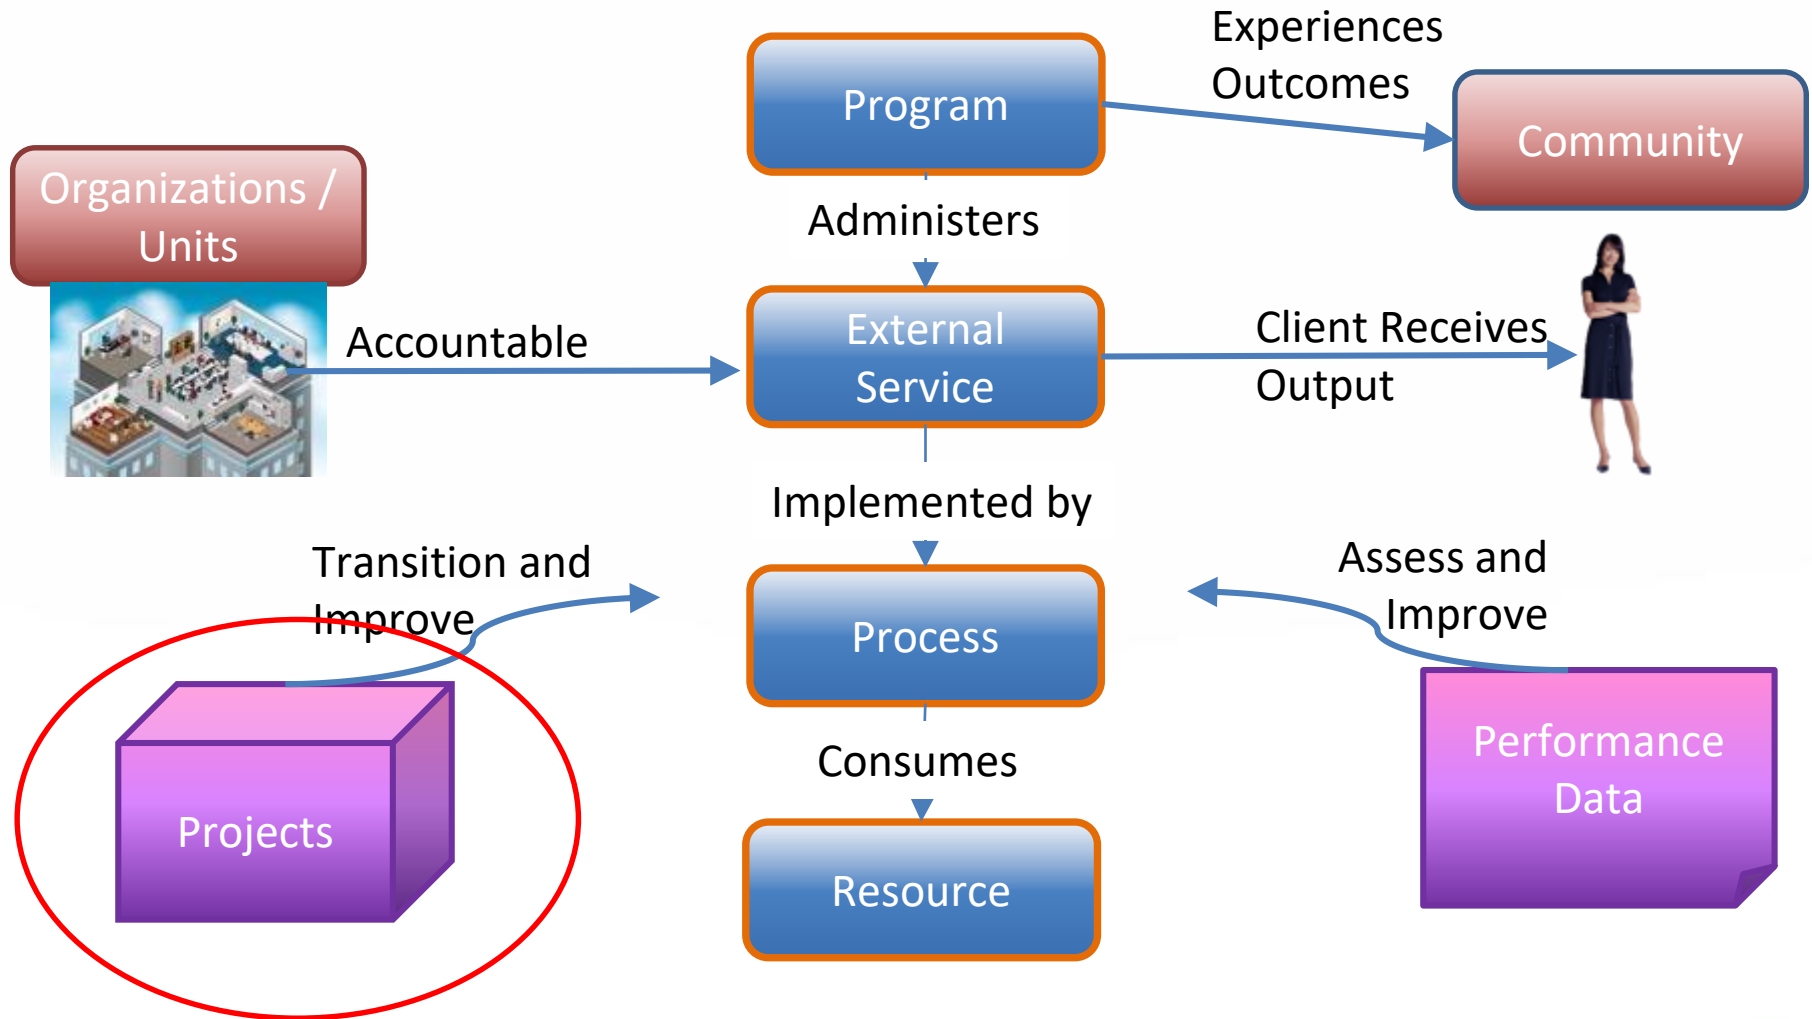 Experiences
Outcomes
Program
Community
Organizations /
Units
Administers
External
Service
Accountable
Client Receives
Output
Implemented by
Transition and
Improve
Assess and
Improve
Process
Consumes
Projects
Performance
Data
Resource